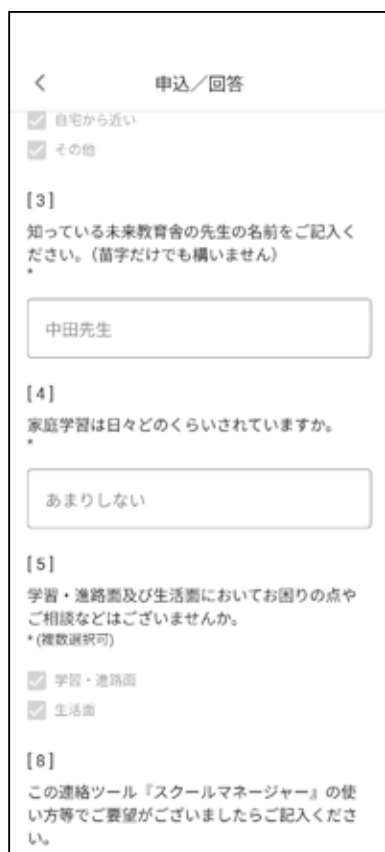 申込／回答
自宅から近い
その他
[3]
知っている未来教育舎の先生の名前をご記入く
ださい。（苗字だけでも構いません）
*
中田先生
[4]
家庭学習は日々どのくらいされていますか。
*
あまりしない
[5]
学習・進路面及び生活面においてお困りの点や
ご相談などはございませんか。
* (複数選択可)
学習・進路面
生活面
[8]
この連絡ツール『スクールマネージャー』の使
い方等でご要望がございましたらご記入くださ
い。